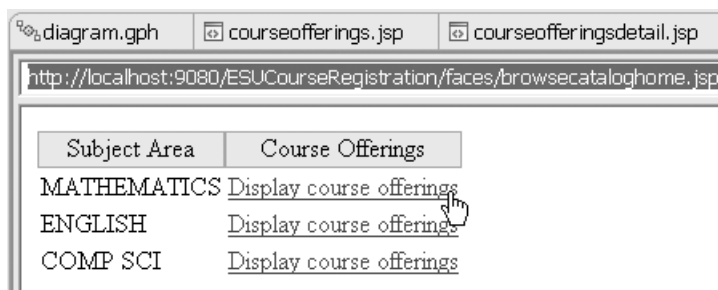 diagram.gph courseofferings.jsp courseofferingsdetail.jsp
http://localhost:9080/ESUCourseRegistration/faces/browsecataloghome.jsp
Subject Area Course Offerings
MATHEMATICS Display course offerings
ENGLISH Display course offerings
COMP SCI Display course offerings